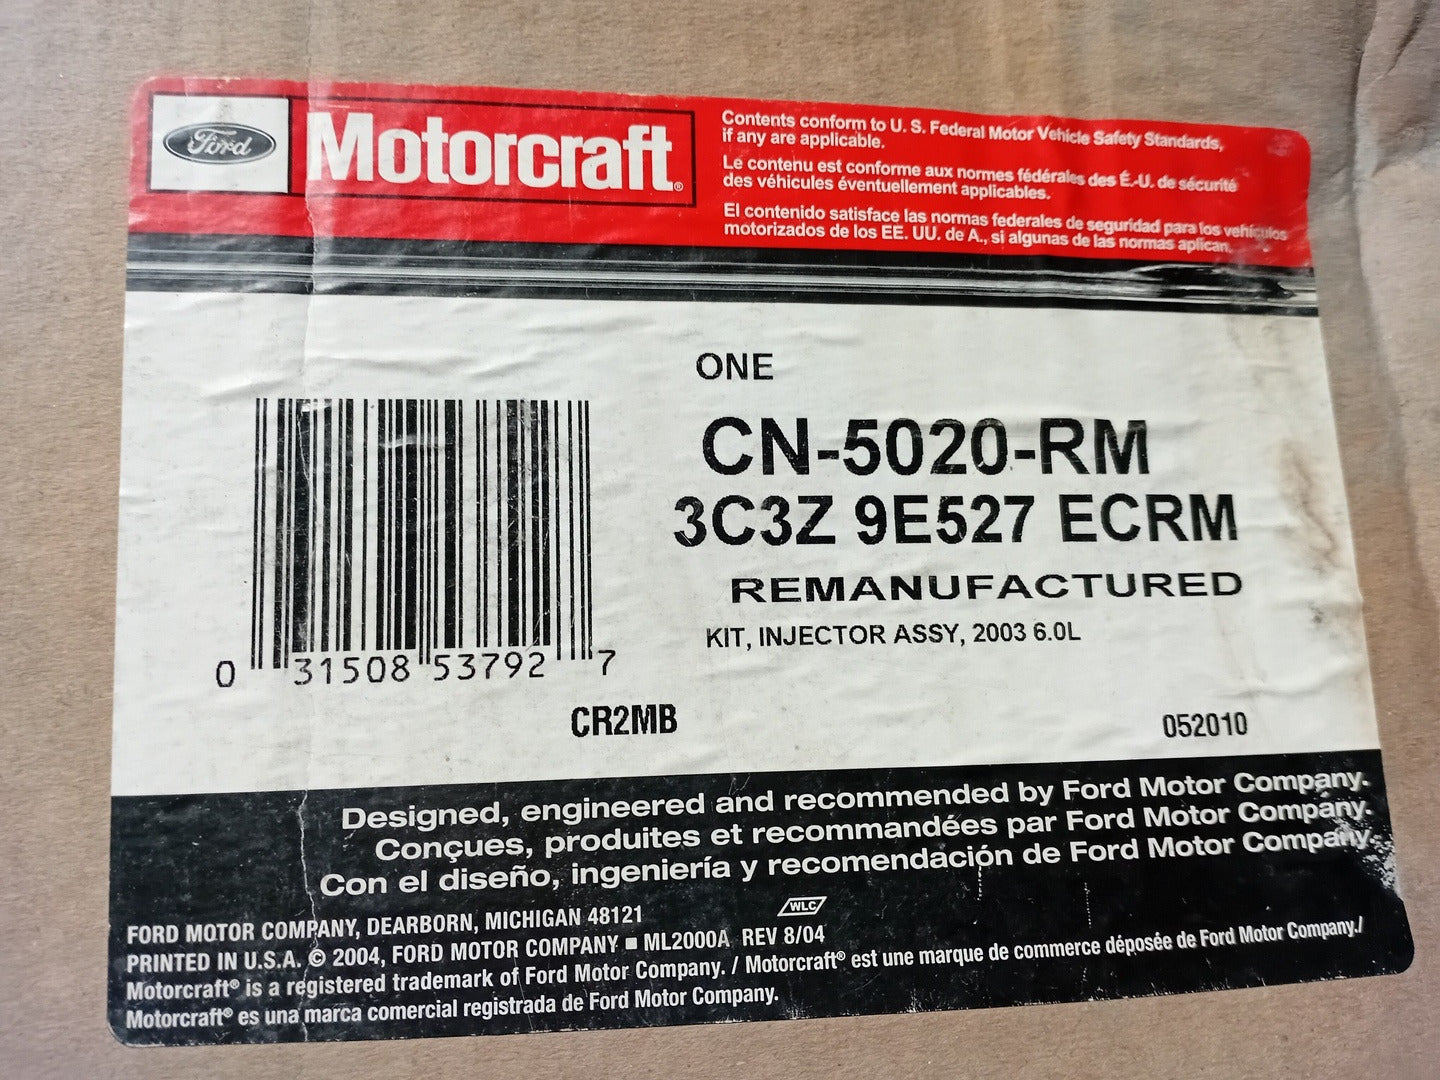 Ford
Motorcraft®
Contents conform to U. S. Federal Motor Vehicle Safety Standards,
if any are applicable.
Le contenu est conforme aux normes fédérales des É.-U. de sécurité
des véhicules éventuellement applicables.
El contenido satisface las normas federales de seguridad para los vehículos
motorizados de los EE. UU. de A., si algunas de las normas aplican.
ONE
CN-5020-RM
3C3Z 9E527 ECRM
REMANUFACTURED
KIT, INJECTOR ASSY, 2003 6.0L
0 31508 53792 7
CR2MB
052010
Designed, engineered and recommended by Ford Motor Company.
Conçues, produites et recommandées par Ford Motor Company.
Con el diseño, ingeniería y recomendación de Ford Motor Company.
WLC
FORD MOTOR COMPANY, DEARBORN, MICHIGAN 48121
PRINTED IN U.S.A. © 2004, FORD MOTOR COMPANY ■ ML2000A REV 8/04
Motorcraft® is a registered trademark of Ford Motor Company. / Motorcraft® est une marque de commerce déposée de Ford Motor Company./
Motorcraft® es una marca comercial registrada de Ford Motor Company.